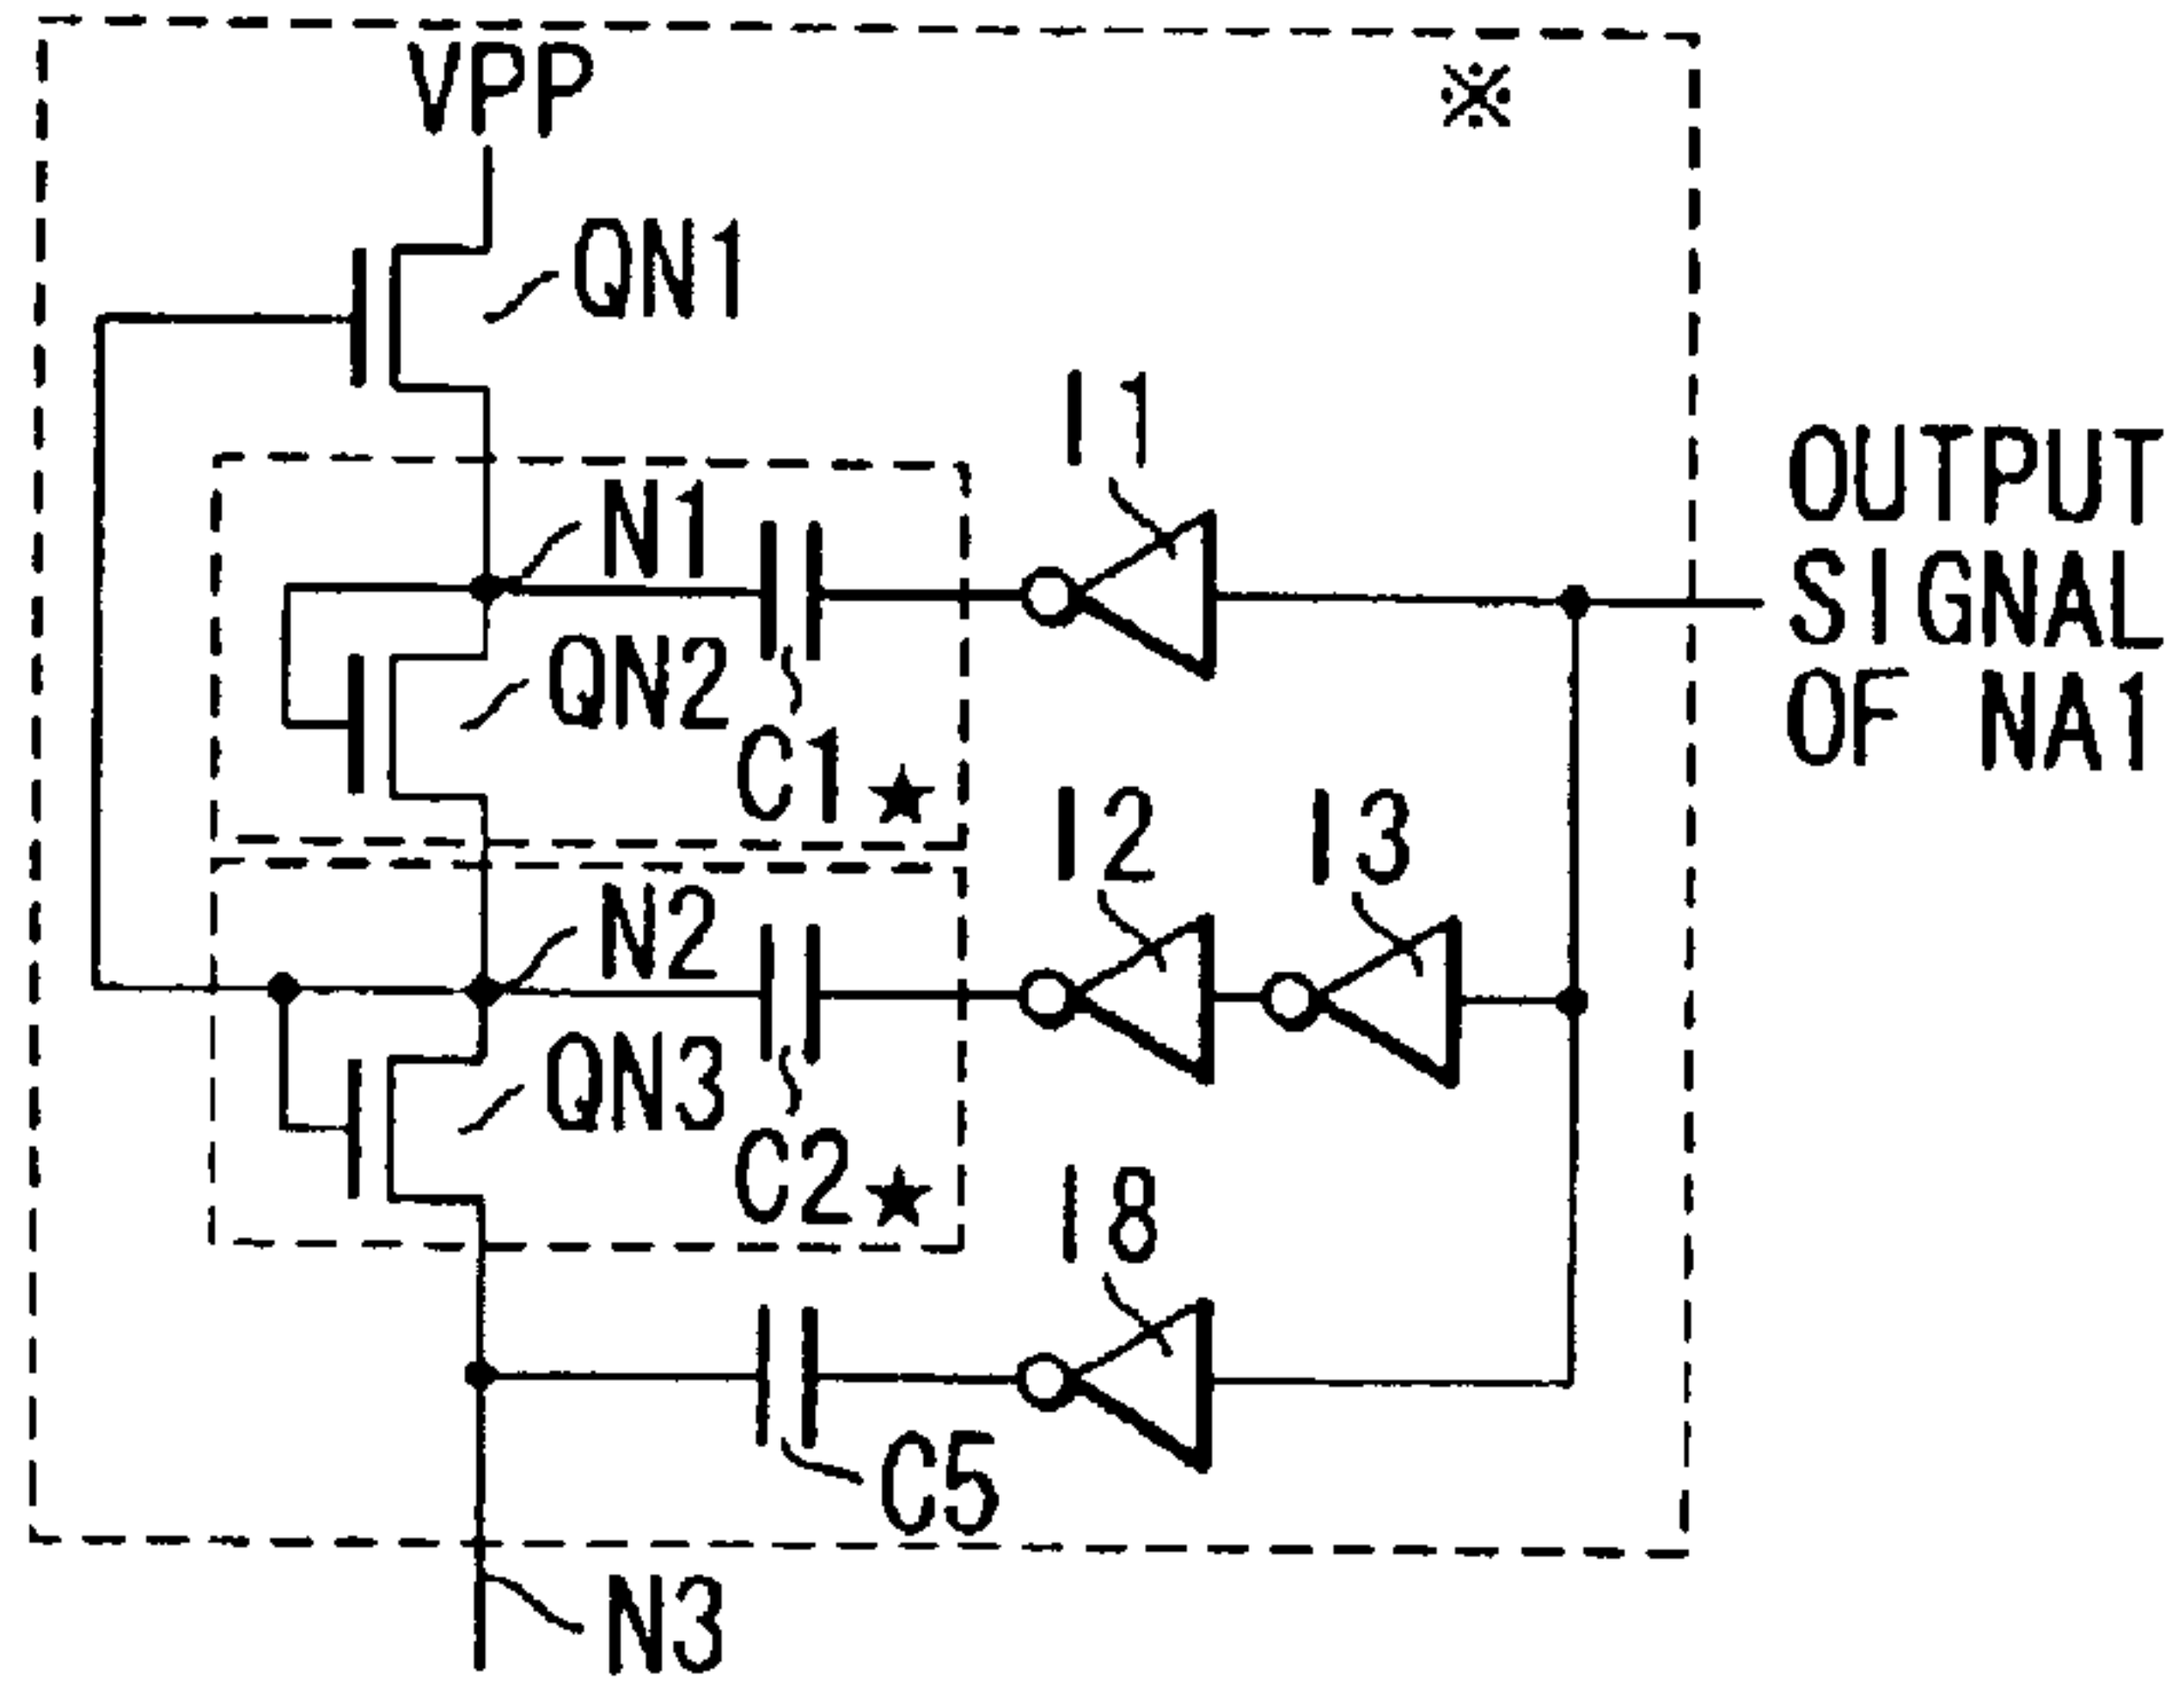 VPP
※
QN1
I1
OUTPUT
SIGNAL
OF NA1
N1
QN2
C1★
I2
I3
N2
QN3
C2★
I8
C5
N3